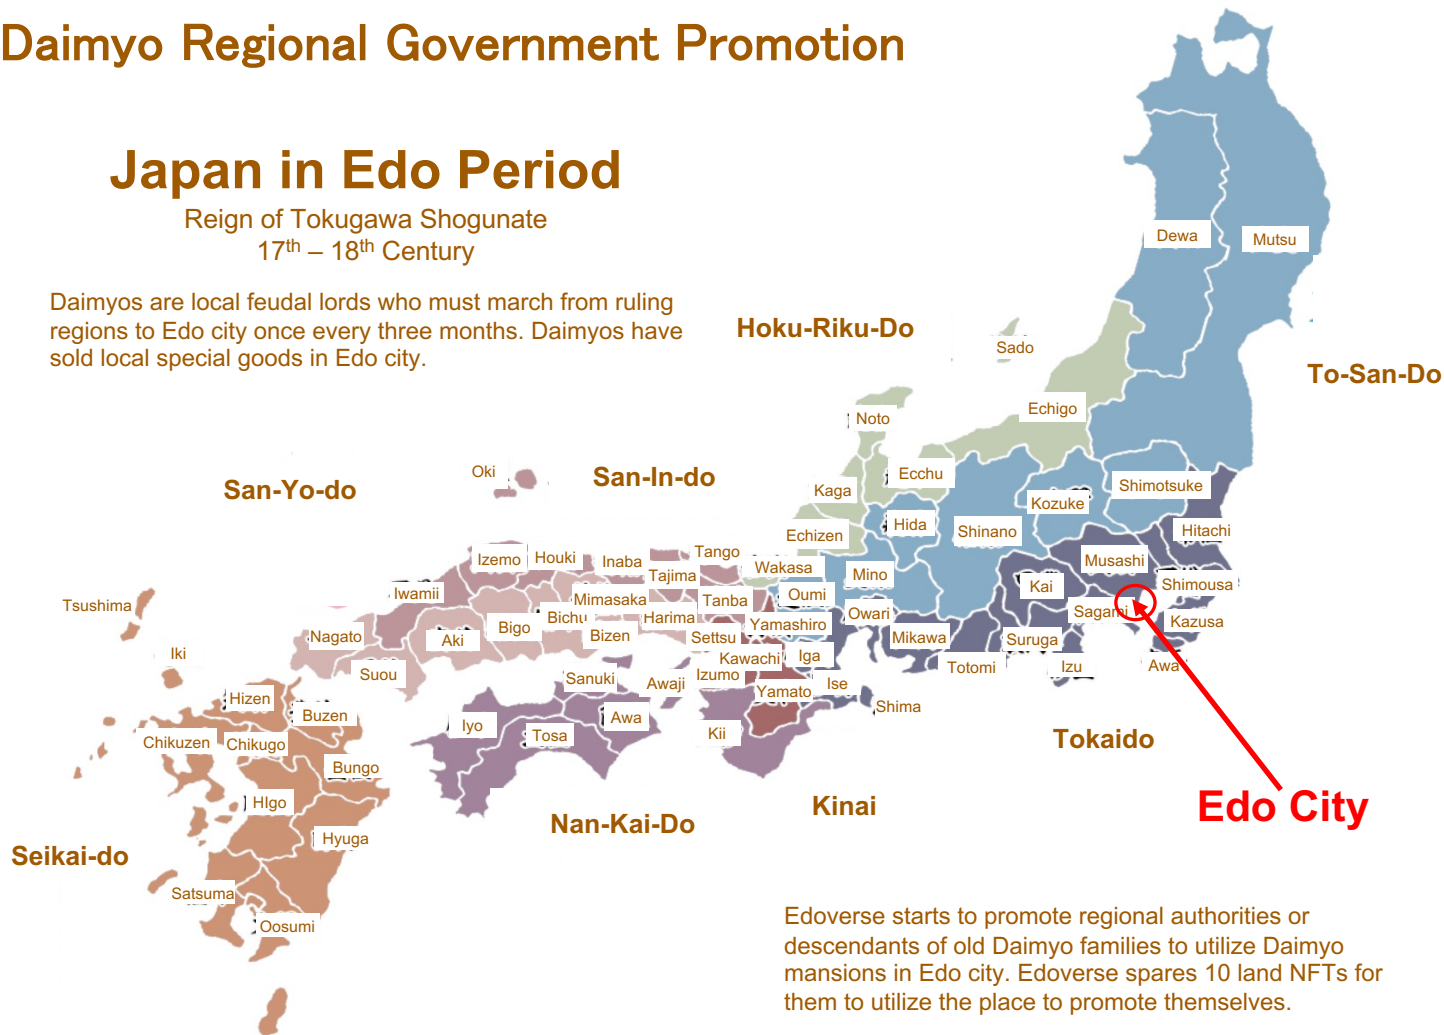 Daimyo Regional Government Promotion
Japan in Edo Period
Reign of Tokugawa Shogunate
17th – 18th Century
Daimyos are local feudal lords who must march from ruling
regions to Edo city once every three months. Daimyos have
sold local special goods in Edo city.
Dewa
Mutsu
Hoku-Riku-Do
Sado
To-San-Do
Echigo
Noto
Oki
San-In-do
San-Yo-do
Ecchu
Kaga
Shimotsuke
Kozuke
Hida
Shinano
Hitachi
Echizen
Izemo
Houki
Inaba
Tango
Wakasa
Musashi
Tajima
Mino
Kai
Shimousa
Iwamii
Mimasaka
Tanba
Oumi
Tsushima
Bichu
Harima
Owari
Sagami
Kazusa
Nagato
Aki
Bigo
Bizen
Settsu
Yamashiro
Mikawa
Suruga
Iki
Kawachi
Iga
Totomi
Izu
Awa
Suou
Sanuki
Awaji
Izumo
Yamato
Ise
Shima
Hizen
Buzen
Iyo
Tosa
Awa
Kii
Chikuzen
Chikugo
Tokaido
Bungo
HIgo
Kinai
Edo City
Nan-Kai-Do
Hyuga
Seikai-do
Satsuma
Oosumi
Edoverse starts to promote regional authorities or
descendants of old Daimyo families to utilize Daimyo
mansions in Edo city. Edoverse spares 10 land NFTs for
them to utilize the place to promote themselves.